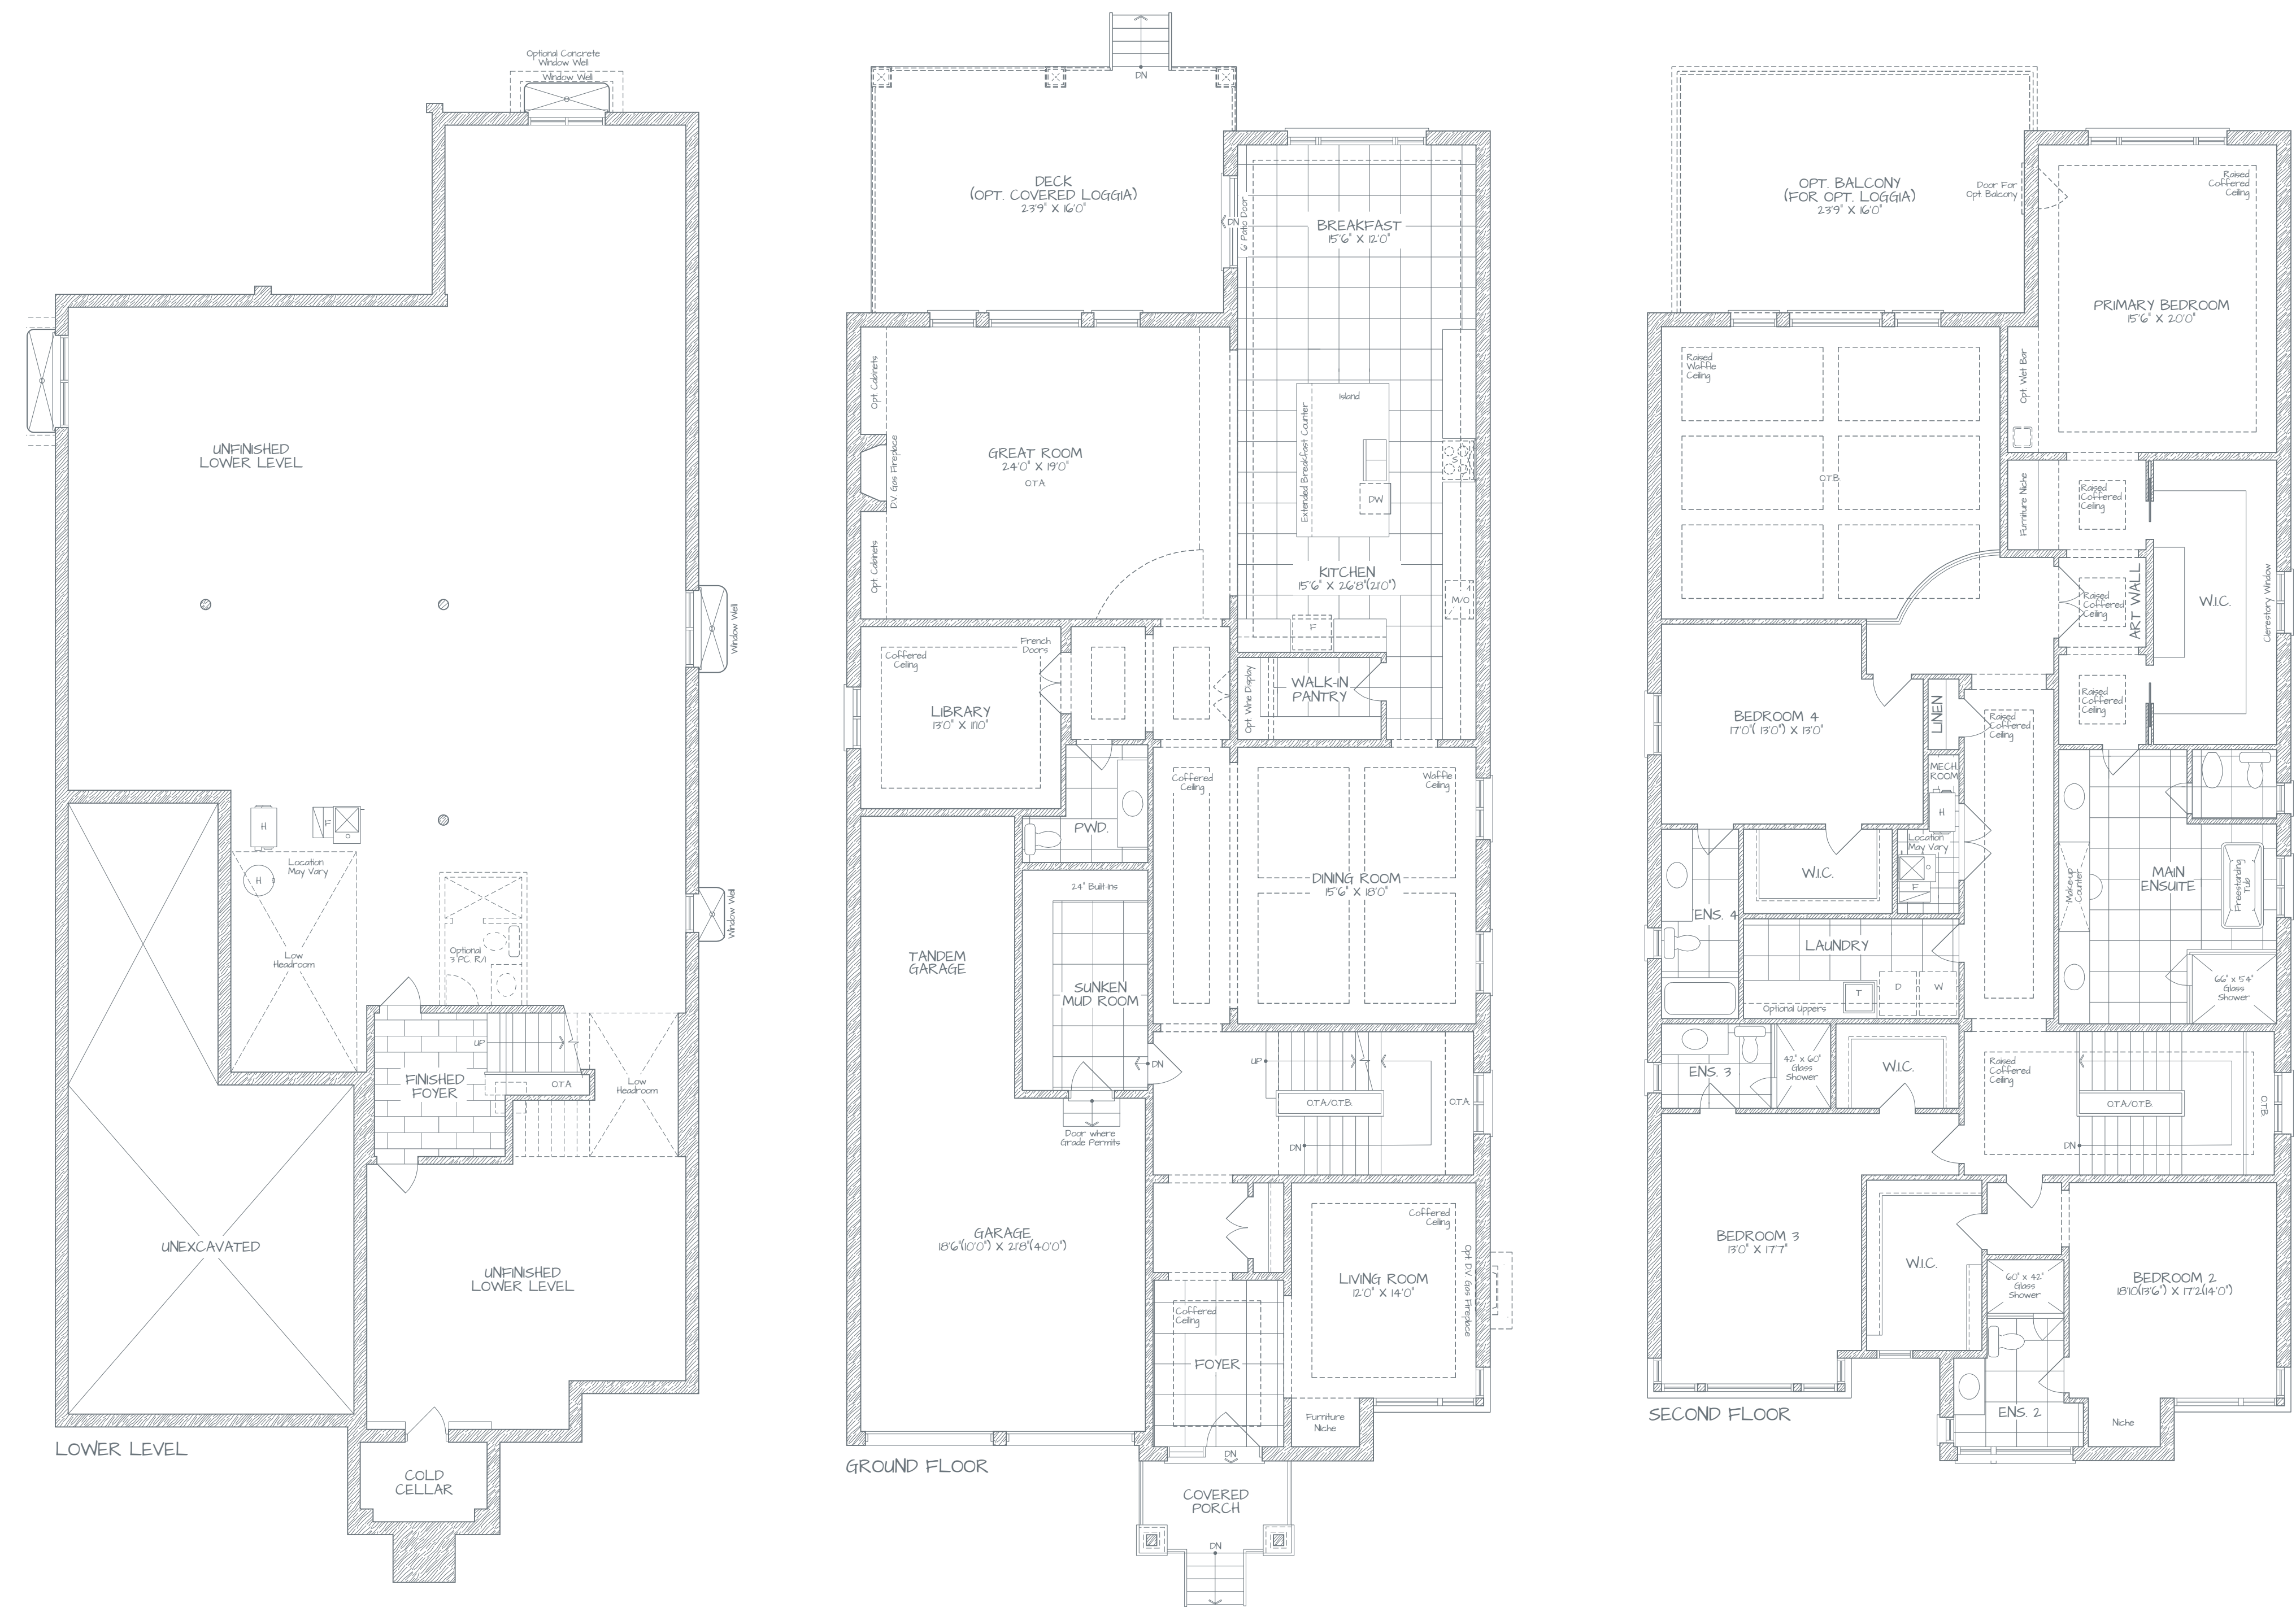 Optional Concrete
Window Well
Window Well
UNFINISHED
LOWER LEVEL
Window Well
Window Well
H
F
H
Location
May Vary
Low
Headroom
Optional
3 PC. R/I
UP
FINISHED
FOYER
O.T.A.
Low
Headroom
UNEXCAVATED
UNFINISHED
LOWER LEVEL
COLD
CELLAR
LOWER LEVEL
DN
DECK
(OPT. COVERED LOGGIA)
23'9" X 16'0"
DN
6' Patio Door
BREAKFAST
15'6" X 12'0"
Opt. Cabinets
D.V. Gas Fireplace
Opt. Cabinets
GREAT ROOM
24'0" X 19'0"
O.T.A.
Island
Extended Breakfast Counter
DW
S
KITCHEN
15'6" X 26'8"(21'0")
M/O
F
Coffered
Ceiling
French
Doors
LIBRARY
13'0" X 11'0"
Opt. Wine Display
WALK-IN
PANTRY
PWD.
Coffered
Ceiling
Waffle
Ceiling
DINING ROOM
15'6" X 18'0"
24" Built-ins
TANDEM
GARAGE
SUNKEN
MUD ROOM
DN
UP
O.T.A./O.T.B.
O.T.A.
DN
Door where
Grade Permits
GARAGE
18'6"(10'0") X 21'8"(40'0")
Coffered
Ceiling
LIVING ROOM
12'0" X 14'0"
Opt. D.V. Gas Fireplace
Coffered
Ceiling
FOYER
Furniture
Niche
DN
COVERED
PORCH
DN
GROUND FLOOR
OPT. BALCONY
(FOR OPT. LOGGIA)
23'9" X 16'0"
Door For
Opt. Balcony
Raised
Coffered
Ceiling
PRIMARY BEDROOM
15'6" X 20'0"
Raised
Waffle
Ceiling
O.T.B.
Opt. Wet Bar
Furniture Niche
Raised
Coffered
Ceiling
Raised
Coffered
Ceiling
ART WALL
W.I.C.
Clerestory Window
Raised
Coffered
Ceiling
BEDROOM 4
17'0"( 13'0") X 13'0"
LINEN
Raised
Coffered
Ceiling
MECH.
ROOM
H
Location
May Vary
F
W.I.C.
ENS. 4
Make-up
Counter
MAIN
ENSUITE
Freestanding
Tub
LAUNDRY
T
D
W
Optional Uppers
66" x 54"
Glass
Shower
ENS. 3
42" x 60"
Glass
Shower
W.I.C.
Raised
Coffered
Ceiling
O.T.A./O.T.B.
O.T.B.
DN
BEDROOM 3
13'0" X 17'7"
W.I.C.
60" x 42"
Glass
Shower
BEDROOM 2
18'10(13'6") X 17'2(14'0")
ENS. 2
Niche
SECOND FLOOR